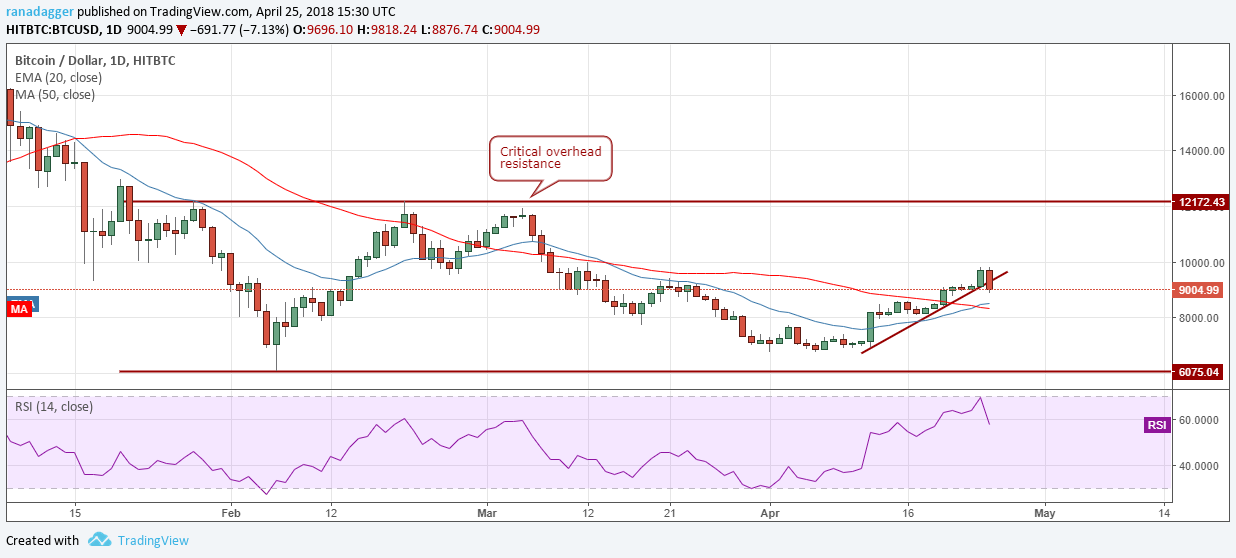 ranadagger published on TradingView.com, April 25, 2018 15:30 UTC
HITBTC:BTCUSD, 1D 9004.99 ▼ −691.77 (−7.13%) O:9696.10 H:9818.24 L:8876.74 C:9004.99
Bitcoin / Dollar, 1D, HITBTC
EMA (20, close)
MA (50, close)
16000.00
14000.00
Critical overhead
resistance
12172.43
10000.00
9004.99
MA
8000.00
6075.04
RSI (14, close)
60.0000
RSI
40.0000
15 Feb 12 Mar 12 21 Apr 16 May 14
Created with TradingView